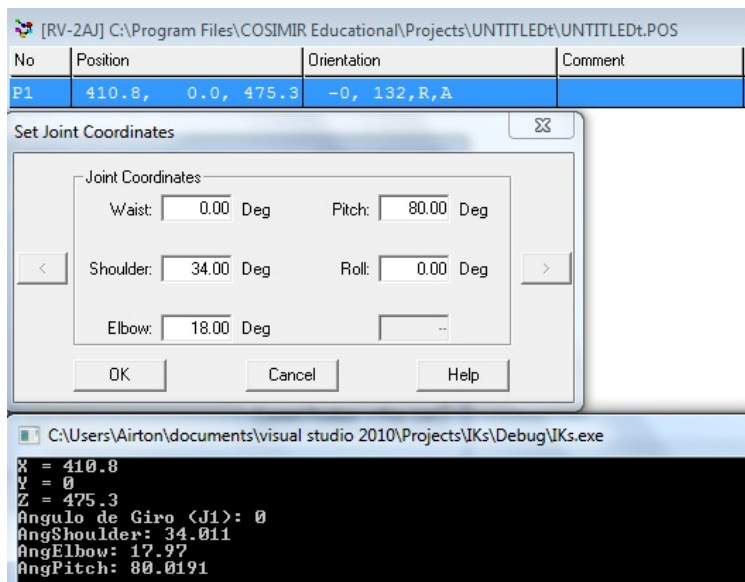 [RV-2AJ] C:\Program Files\COSIMIR Educational\Projects\UNTITLEDt\UNTITLEDt.POS
No Position Orientation Comment
P1 410.8, 0.0, 475.3 -0, 132,R,A
Set Joint Coordinates
Joint Coordinates
Waist: 0.00 Deg Pitch: 80.00 Deg
< Shoulder: 34.00 Deg Roll: 0.00 Deg >
Elbow: 18.00 Deg --
OK Cancel Help
C:\Users\Airton\documents\visual studio 2010\Projects\IKs\Debug\IKs.exe
X = 410.8
Y = 0
Z = 475.3
Angulo de Giro (J1): 0
AngShoulder: 34.011
AngElbow: 17.97
AngPitch: 80.0191